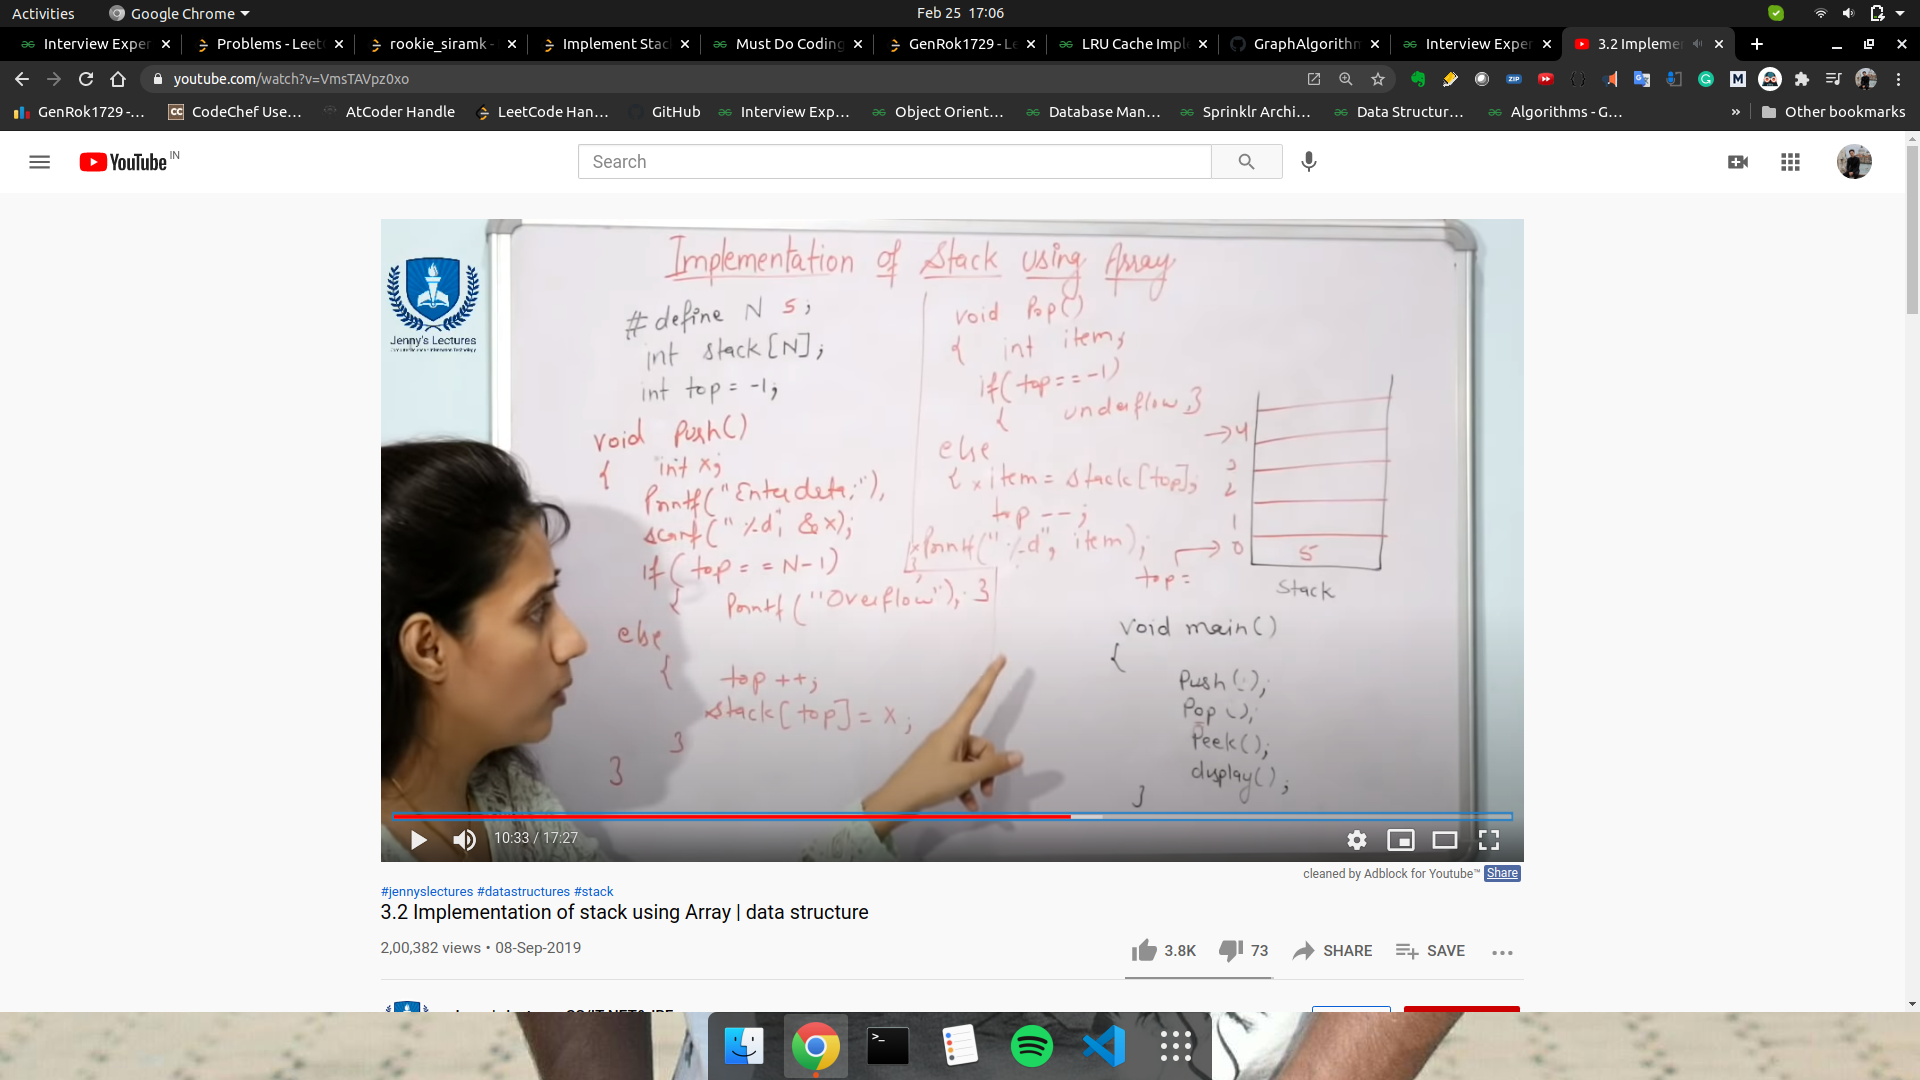 Activities Google Chrome Feb 25 17:06
Interview Exper Problems - Leet rookie_siramk - Implement Stac Must Do Coding GenRok1729 - Le LRU Cache Impl GraphAlgorithm Interview Exper 3.2 Implemen
youtube.com/watch?v=VmsTAVpz0xo
GenRok1729 -... CodeChef Use... AtCoder Handle LeetCode Han... GitHub Interview Exp... Object Orient... Database Man... Sprinklr Archi... Data Structur... Algorithms - G... » Other bookmarks
YouTube IN
Search
Jenny's Lectures
Implementation of Stack using Array
# define N 5;
int stack[N];
int top = -1;
void Push()
{ int x;
Printf("Enter data;");
scanf("%d", &x);
if(top == N-1)
{ Printf("Overflow"); }
else
{ top++;
stack[top] = x;
}
}
void Pop()
{ int item;
if(top == -1)
{ underflow }
else
{ item = stack[top];
top--;
Printf("%d", item);
}
4
3
2
1
0 5
top =
Stack
void main()
{
Push();
Pop();
Peek();
display();
}
10:33 / 17:27
cleaned by Adblock for Youtube™ Share
#jennyslectures #datastructures #stack
3.2 Implementation of stack using Array | data structure
2,00,382 views • 08-Sep-2019
3.8K 73 SHARE SAVE